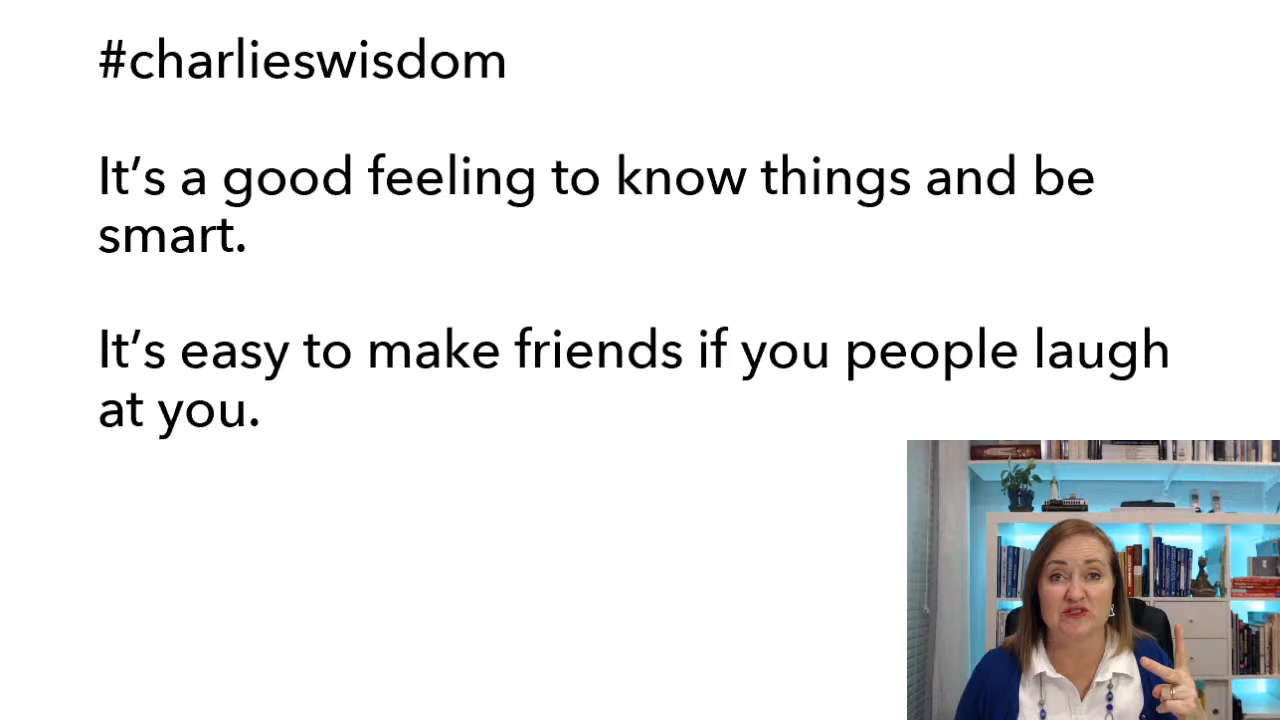 #charlieswisdom
It’s a good feeling to know things and be
smart.
It’s easy to make friends if you people laugh
at you.